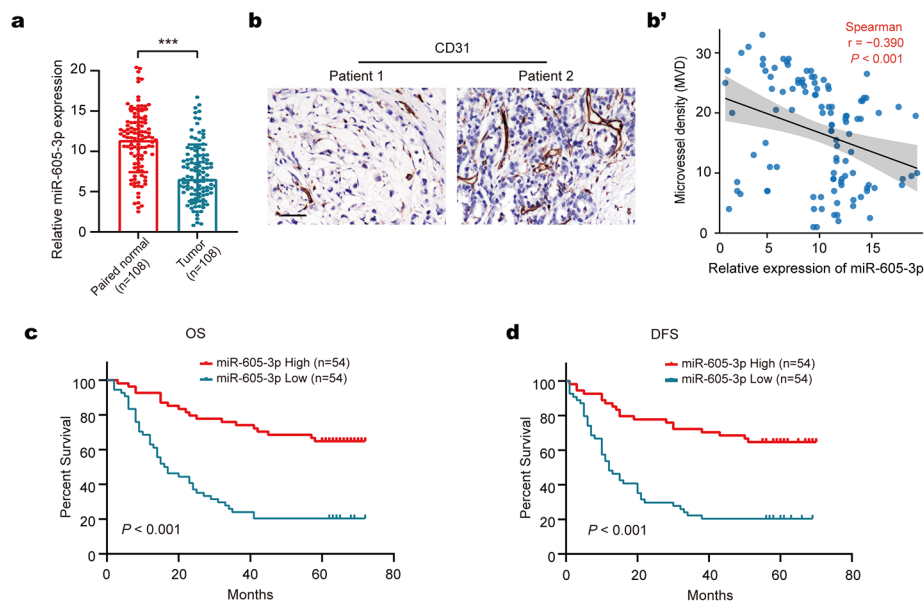 a
***
Relative miR-605-3p expression
20
15
10
5
0
Paired normal
(n=108)
Tumor
(n=108)
b
CD31
Patient 1
Patient 2
b'
Spearman
r = −0.390
P < 0.001
Microvessel density (MVD)
30
20
10
0
0
5
10
15
Relative expression of miR-605-3p
c
OS
miR-605-3p High (n=54)
miR-605-3p Low (n=54)
Percent Survival
100
80
60
40
20
0
P < 0.001
0
20
40
60
80
Months
d
DFS
miR-605-3p High (n=54)
miR-605-3p Low (n=54)
Percent Survival
100
80
60
40
20
0
P < 0.001
0
20
40
60
80
Months